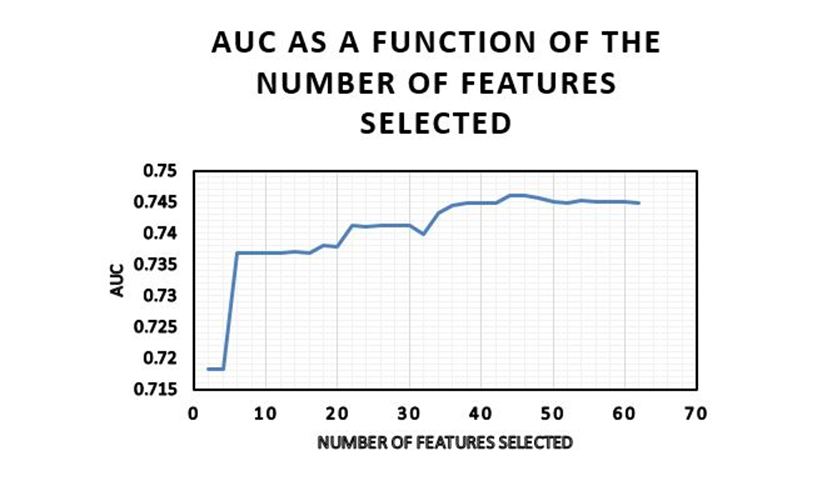 AUC AS A FUNCTION OF THE
NUMBER OF FEATURES
SELECTED
0.75
0.745
0.74
0.735
0.73
0.725
0.72
0.715
AUC
0 10 20 30 40 50 60 70
NUMBER OF FEATURES SELECTED